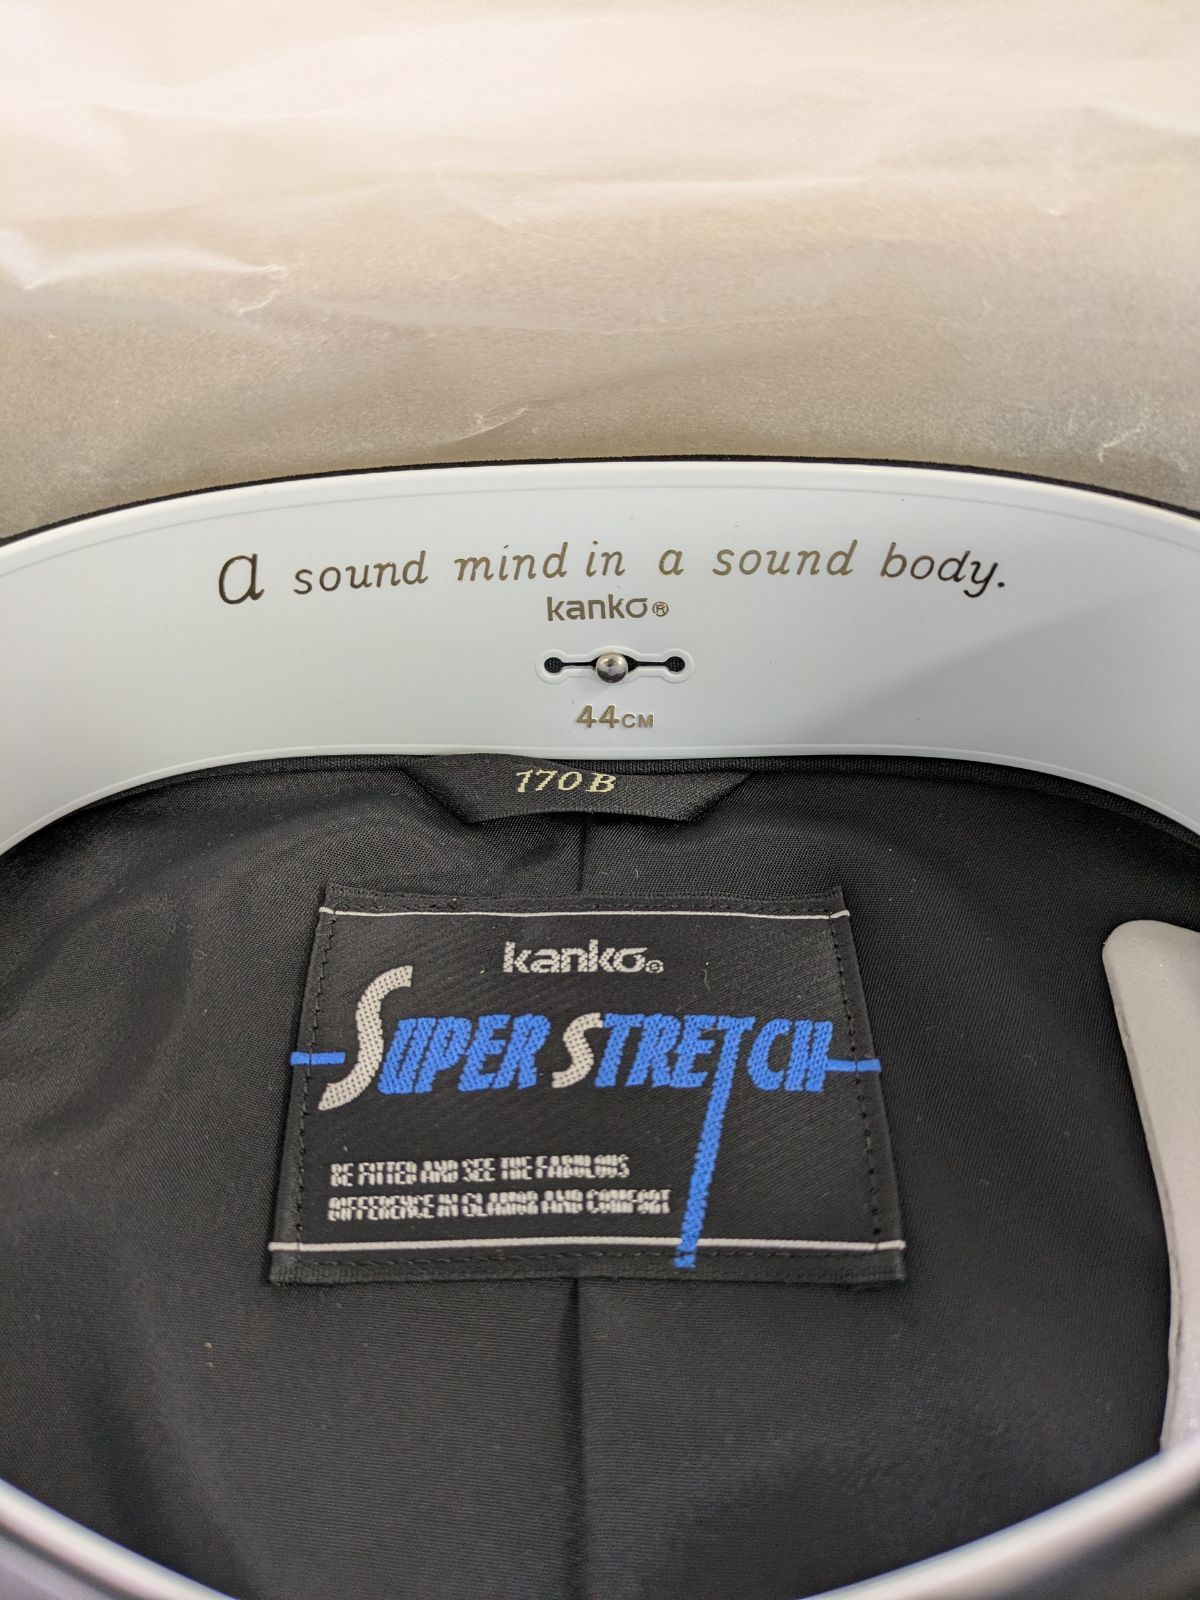 a sound mind in a sound body.
kanko®
44CM
170B
kanko®
SUPER STRETCH
BE FITTED AND SEE THE FABULOUS
DIFFERENCE IN GLAMOR AND COMFORT